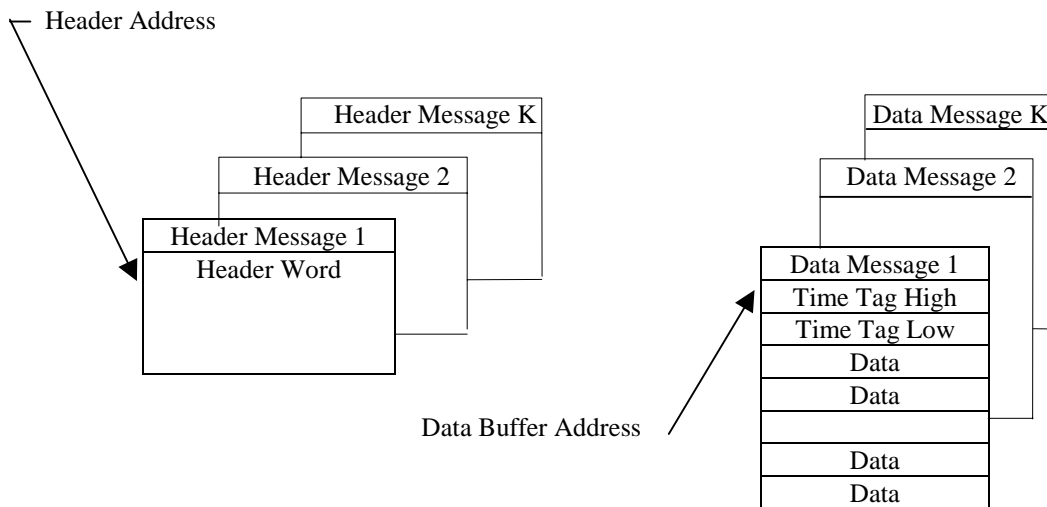 Header Address
Header Message K
Header Message 2
Header Message 1
Header Word
Data Message K
Data Message 2
Data Message 1
Time Tag High
Time Tag Low
Data
Data
Data
Data
Data Buffer Address